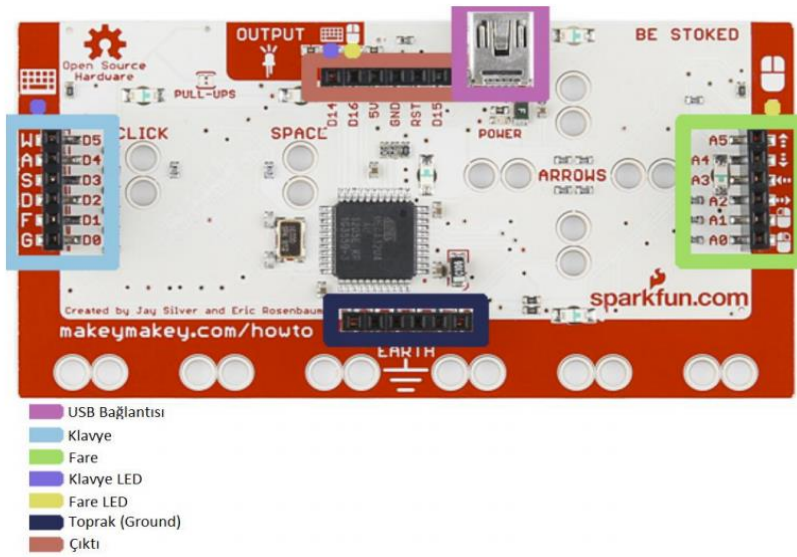 OUTPUT
BE STOKED
Open Source
Hardware
PULL-UPS
D14
D16
5V
GND
RST
D15
POWER
CLICK
SPACE
ARROWS
W D5
A D4
S D3
D D2
F D1
G D0
A5
A4
A3
A2
A1
A0
sparkfun.com
Created by Jay Silver and Eric Rosenbaum
makeymakey.com/howto
EARTH
USB Bağlantısı
Klavye
Fare
Klavye LED
Fare LED
Toprak (Ground)
Çıktı